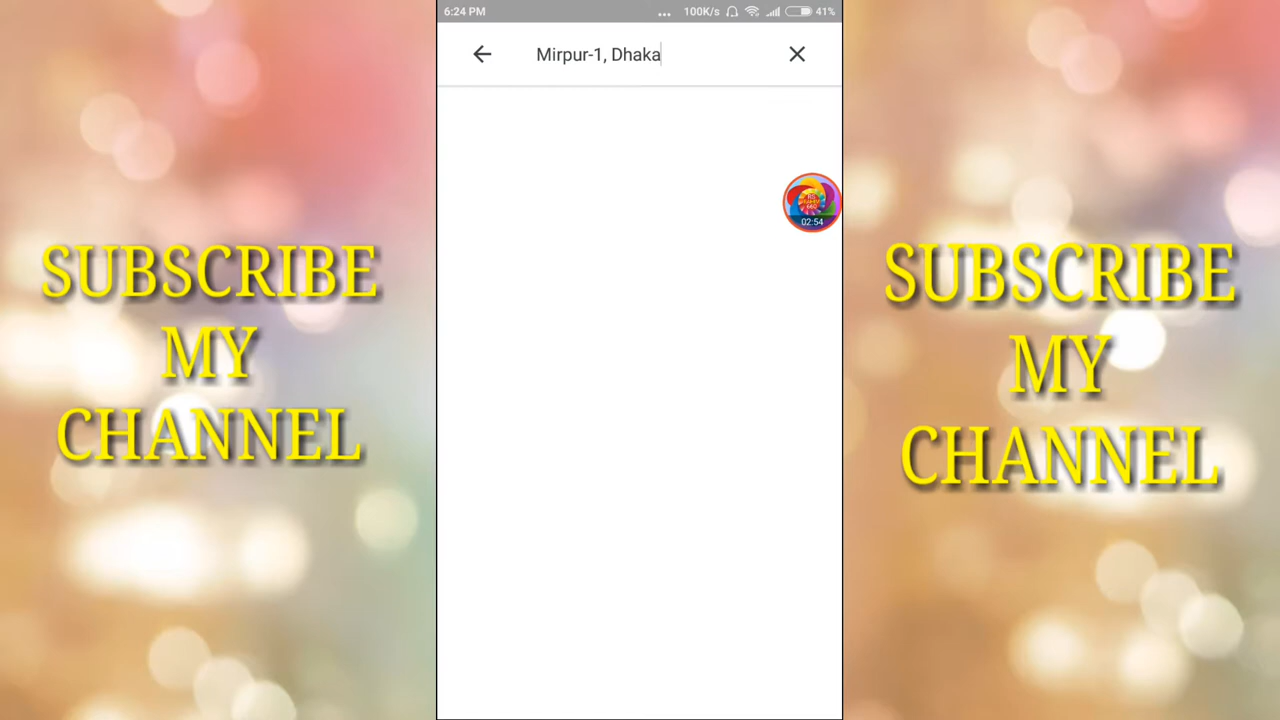 6:24 PM
... 100K/s 41%
Mirpur-1, Dhaka
02:54
SUBSCRIBE
MY
CHANNEL
SUBSCRIBE
MY
CHANNEL